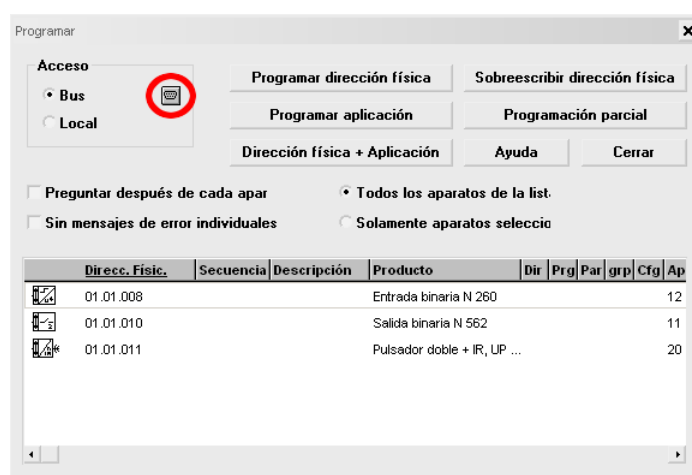 Programar
Acceso
Bus
Local
Programar dirección física
Sobreescribir dirección física
Programar aplicación
Programación parcial
Dirección física + Aplicación
Ayuda
Cerrar
Preguntar después de cada apar
Todos los aparatos de la list
Sin mensajes de error individuales
Solamente aparatos seleccio
Direcc. Físic. Secuencia Descripción Producto Dir Prg Par grp Cfg Ap
01.01.008 Entrada binaria N 260 12
01.01.010 Salida binaria N 562 11
01.01.011 Pulsador doble + IR, UP ... 20